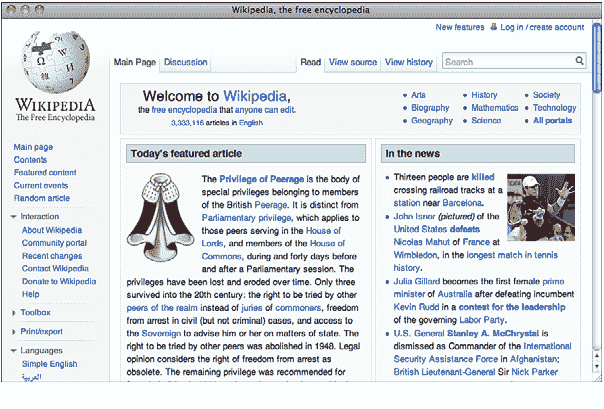 Wikipedia, the free encyclopedia
New features Log in / create account
Main Page Discussion Read View source View history Search
WIKIPEDIA
The Free Encyclopedia
Main page
Contents
Featured content
Current events
Random article
Interaction
About Wikipedia
Community portal
Recent changes
Contact Wikipedia
Donate to Wikipedia
Help
Toolbox
Print/export
Languages
Simple English
العربية
Welcome to Wikipedia,
the free encyclopedia that anyone can edit.
3,333,116 articles in English
Arts
Biography
Geography
History
Mathematics
Science
Society
Technology
All portals
Today's featured article
The Privilege of Peerage is the body of
special privileges belonging to members
of the British Peerage. It is distinct from
Parliamentary privilege, which applies to
those peers serving in the House of
Lords, and members of the House of
Commons, during and forty days before
and after a Parliamentary session. The
privileges have been lost and eroded over time. Only three
survived into the 20th century: the right to be tried by other
peers of the realm instead of juries of commoners, freedom
from arrest in civil (but not criminal) cases, and access to
the Sovereign to advise him or her on matters of state. The
right to be tried by other peers was abolished in 1948. Legal
opinion considers the right of freedom from arrest as
obsolete. The remaining privilege was recommended for
In the news
Thirteen people are killed
crossing railroad tracks at a
station near Barcelona.
John Isner (pictured) of the
United States defeats
Nicolas Mahut of France at
Wimbledon, in the longest match in tennis
history.
Julia Gillard becomes the first female prime
minister of Australia after defeating incumbent
Kevin Rudd in a contest for the leadership
of the governing Labor Party.
U.S. General Stanley A. McChrystal is
dismissed as Commander of the International
Security Assistance Force in Afghanistan;
British Lieutenant-General Sir Nick Parker